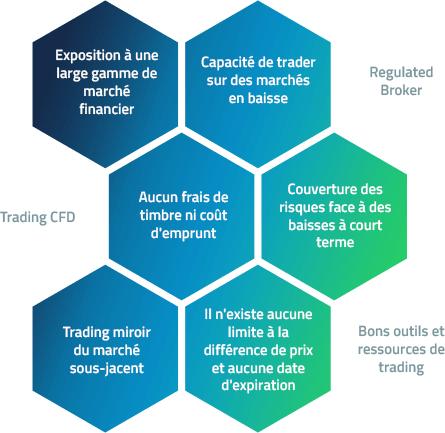 Exposition à une
large gamme de
marché
financier
Capacité de trader
sur des marchés
en baisse
Regulated
Broker
Trading CFD
Aucun frais de
timbre ni coût
d'emprunt
Couverture des
risques face à des
baisses à court
terme
Trading miroir
du marché
sous-jacent
Il n'existe aucune
limite à la
différence de prix
et aucune date
d'expiration
Bons outils et
ressources de
trading